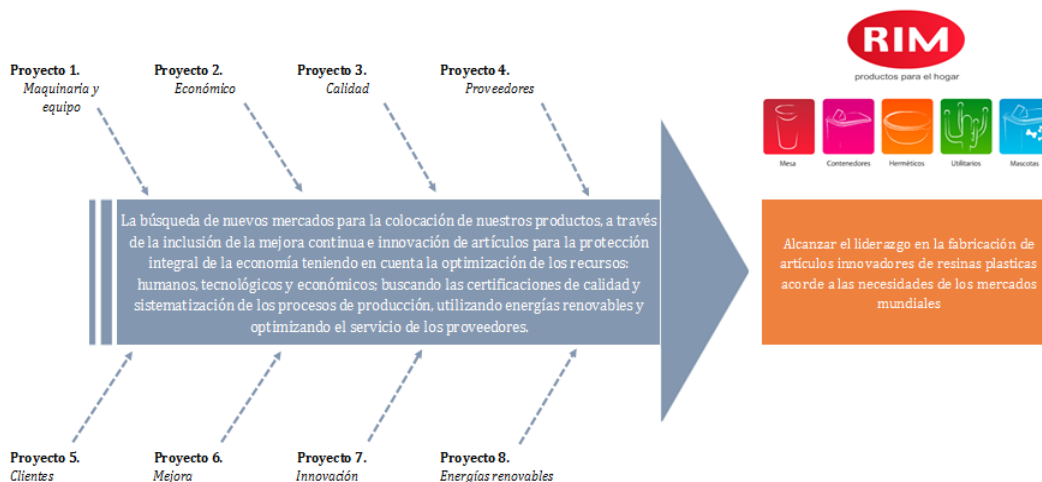 RIM
productos para el hogar
Proyecto 1.
Maquinaria y
equipo
Proyecto 2.
Económico
Proyecto 3.
Calidad
Proyecto 4.
Proveedores
Mesa
Contenedores
Herméticos
Utilitarios
Mascotas
La búsqueda de nuevos mercados para la colocación de nuestros productos, a través
de la inclusión de la mejora continua e innovación de artículos para la protección
integral de la economía teniendo en cuenta la optimización de los recursos:
humanos, tecnológicos y económicos; buscando las certificaciones de calidad y
sistematización de los procesos de producción, utilizando energías renovables y
optimizando el servicio de los proveedores.
Alcanzar el liderazgo en la fabricación de
artículos innovadores de resinas plasticas
acorde a las necesidades de los mercados
mundiales
Proyecto 5.
Clientes
Proyecto 6.
Mejora
Proyecto 7.
Innovación
Proyecto 8.
Energías renovables